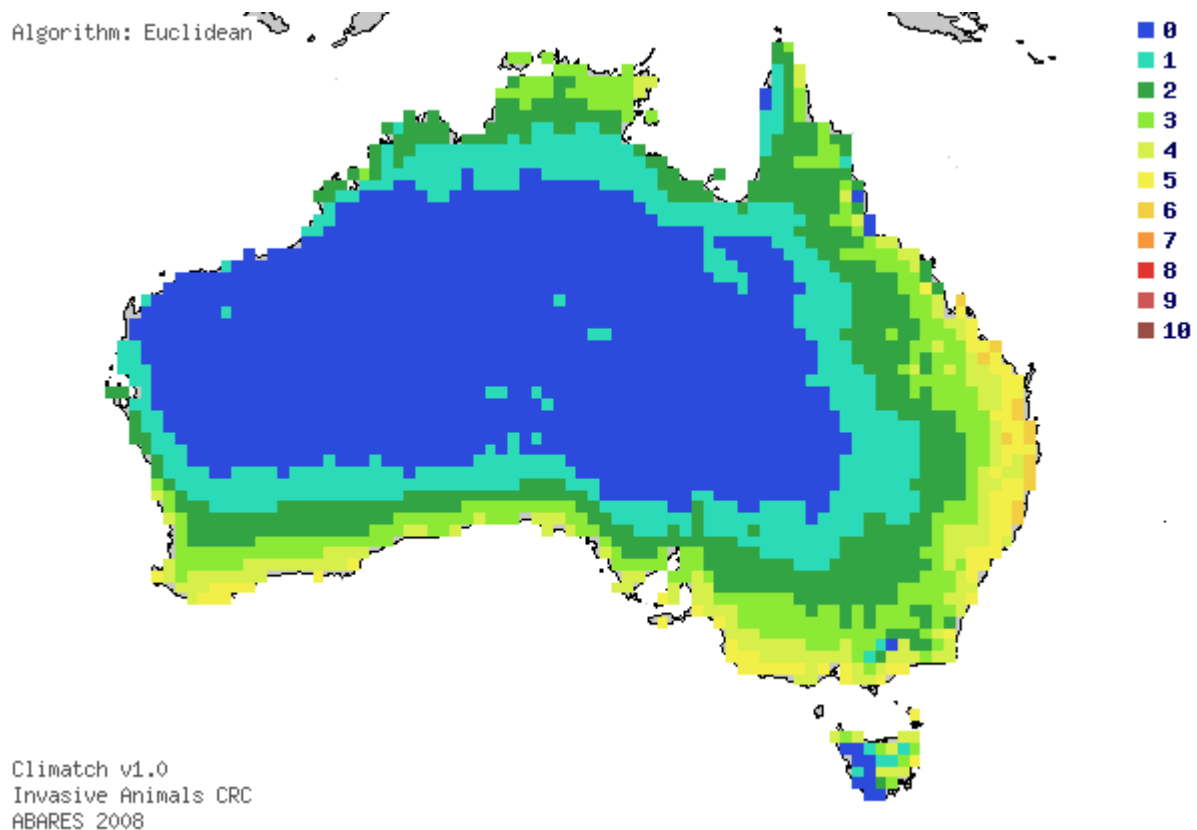 Algorithm: Euclidean
0
1
2
3
4
5
6
7
8
9
10
Climatch v1.0
Invasive Animals CRC
ABARES 2008